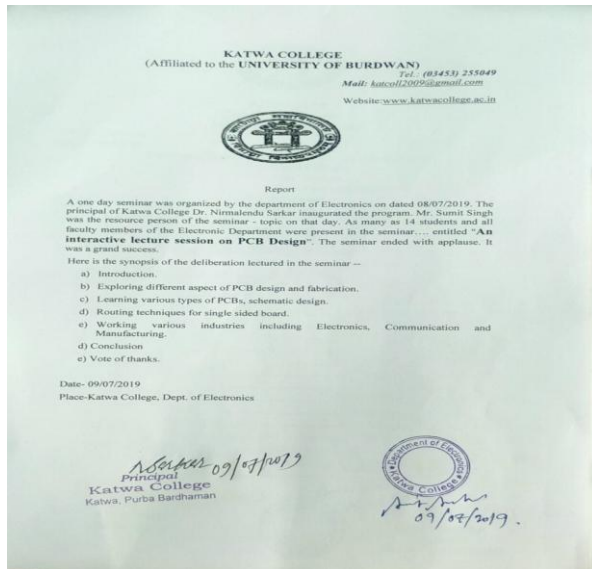 KATWA COLLEGE
(Affiliated to the UNIVERSITY OF BURDWAN)
Tel.: (03453) 255049
Mail: katcoll2009@gmail.com
Website:www.katwacollege.ac.in
Report
A one day seminar was organized by the department of Electronics on dated 08/07/2019. The
principal of Katwa College Dr. Nirmalendu Sarkar inaugurated the program. Mr. Sumit Singh
was the resource person of the seminar - topic on that day. As many as 14 students and all
faculty members of the Electronic Department were present in the seminar.... entitled "An
interactive lecture session on PCB Design". The seminar ended with applause. It
was a grand success.
Here is the synopsis of the deliberation lectured in the seminar --
a) Introduction.
b) Exploring different aspect of PCB design and fabrication.
c) Learning various types of PCBs, schematic design.
d) Routing techniques for single sided board.
e) Working various industries including Electronics, Communication and
Manufacturing.
d) Conclusion
e) Vote of thanks.
Date- 09/07/2019
Place-Katwa College, Dept. of Electronics
09/07/2019
Principal
Katwa College
Katwa, Purba Bardhaman
Department of Electronics
Katwa College
09/07/2019.